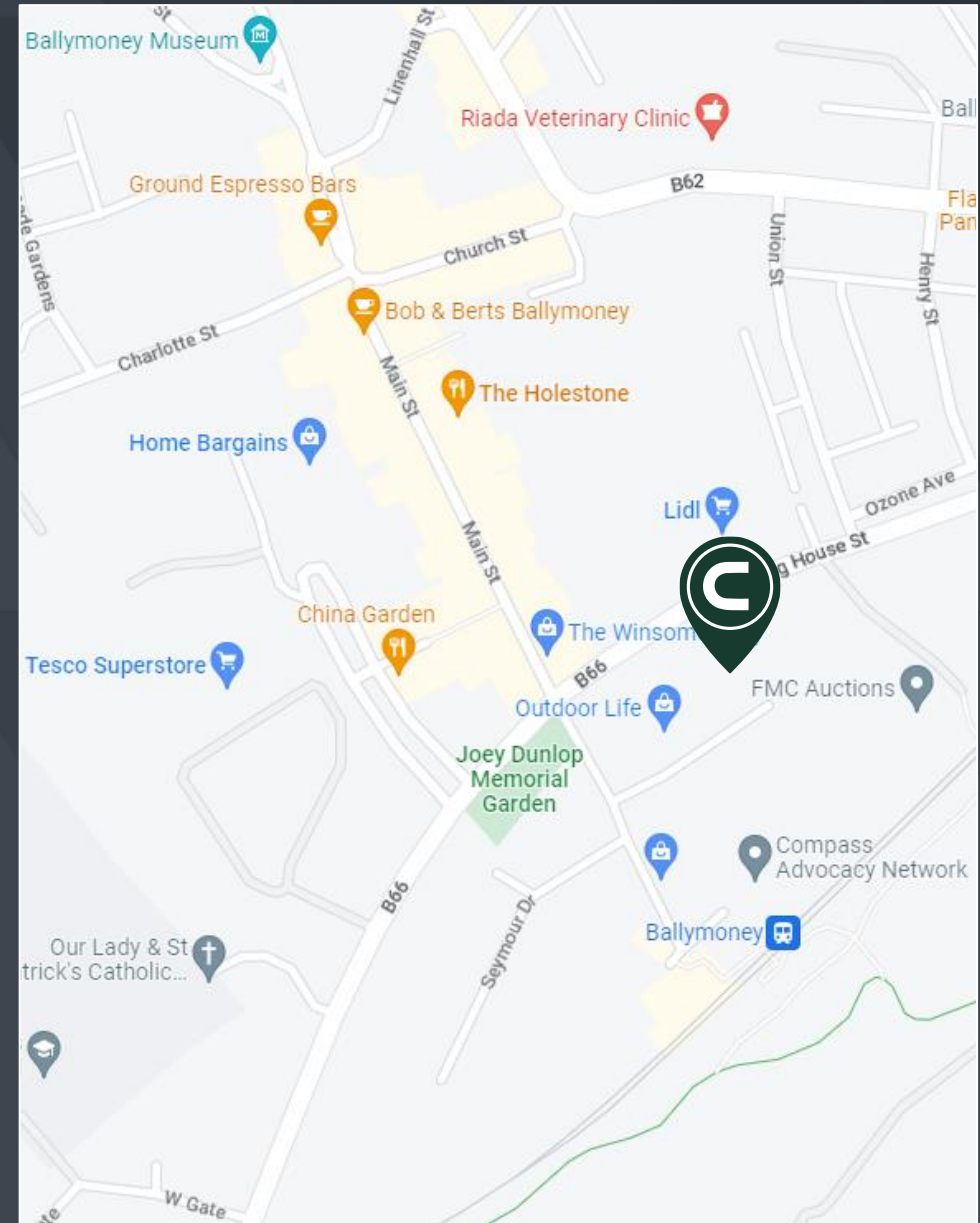 St
Ballymoney Museum
Linenhall St
Riada Veterinary Clinic
Ball
Ground Espresso Bars
B62
Fla
Pan
Church St
Union St
Henry St
de Gardens
Charlotte St
Bob & Berts Ballymoney
Main St
The Holestone
Home Bargains
Lidl
Ozone Ave
Main St
g House St
C
China Garden
The Winsom
Tesco Superstore
B66
Outdoor Life
FMC Auctions
Joey Dunlop
Memorial
Garden
Compass
Advocacy Network
B66
Seymour Dr
Ballymoney
Our Lady & St
trick's Catholic...
W Gate